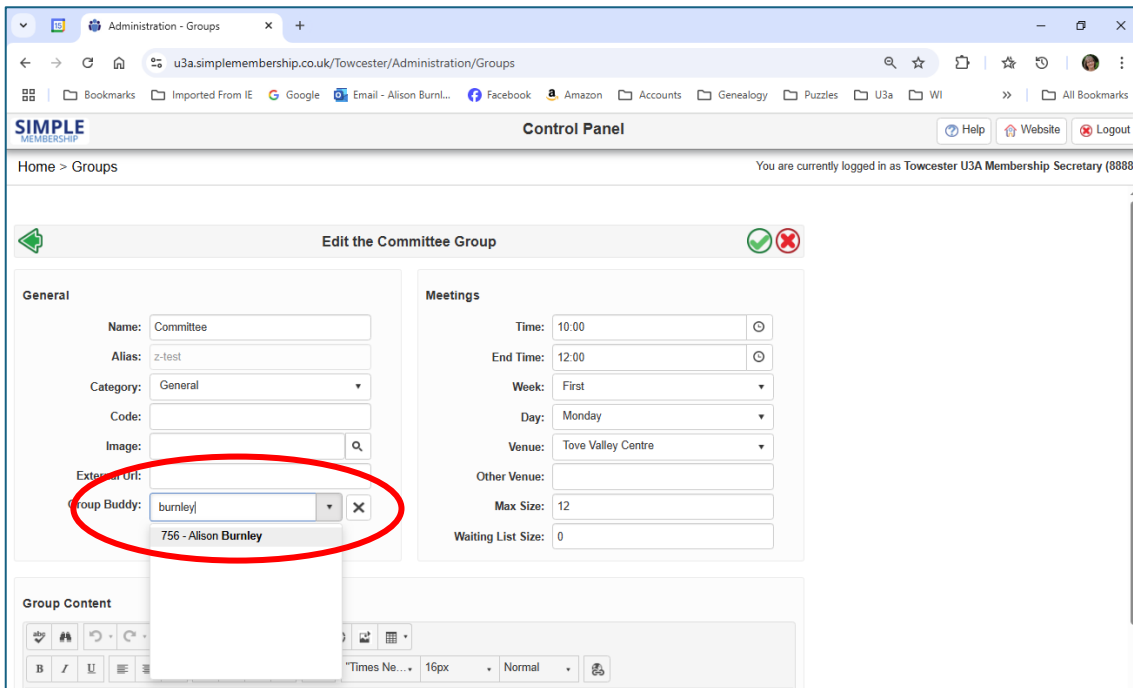 15 Administration - Groups
u3a.simplemembership.co.uk/Towcester/Administration/Groups
Bookmarks Imported From IE Google Email - Alison Burnl... Facebook Amazon Accounts Genealogy Puzzles U3a WI » All Bookmarks
SIMPLE
MEMBERSHIP
Control Panel
Help Website Logout
Home > Groups
You are currently logged in as Towcester U3A Membership Secretary (8888
Edit the Committee Group
General
Name: Committee
Alias: z-test
Category: General
Code:
Image:
External Url:
Group Buddy: burnley
756 - Alison Burnley
Meetings
Time: 10:00
End Time: 12:00
Week: First
Day: Monday
Venue: Tove Valley Centre
Other Venue:
Max Size: 12
Waiting List Size: 0
Group Content
abc
B I U "Times Ne... 16px Normal